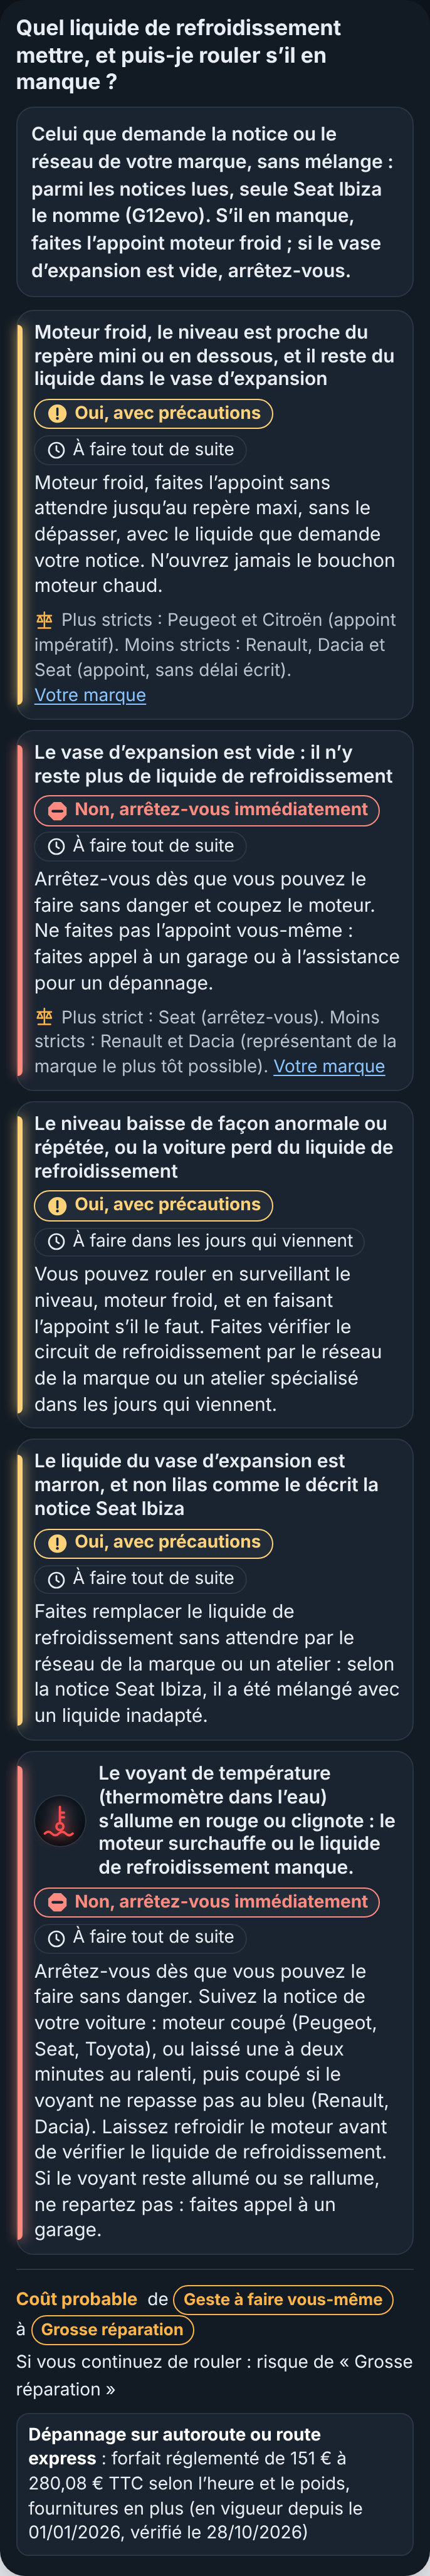 Quel liquide de refroidissement
mettre, et puis-je rouler s’il en
manque ?
Celui que demande la notice ou le
réseau de votre marque, sans mélange :
parmi les notices lues, seule Seat Ibiza
le nomme (G12evo). S’il en manque,
faites l’appoint moteur froid ; si le vase
d’expansion est vide, arrêtez-vous.
Moteur froid, le niveau est proche du
repère mini ou en dessous, et il reste du
liquide dans le vase d’expansion
Oui, avec précautions
À faire tout de suite
Moteur froid, faites l’appoint sans
attendre jusqu’au repère maxi, sans le
dépasser, avec le liquide que demande
votre notice. N’ouvrez jamais le bouchon
moteur chaud.
Plus stricts : Peugeot et Citroën (appoint
impératif). Moins stricts : Renault, Dacia et
Seat (appoint, sans délai écrit).
Votre marque
Le vase d’expansion est vide : il n’y
reste plus de liquide de refroidissement
Non, arrêtez-vous immédiatement
À faire tout de suite
Arrêtez-vous dès que vous pouvez le
faire sans danger et coupez le moteur.
Ne faites pas l’appoint vous-même :
faites appel à un garage ou à l’assistance
pour un dépannage.
Plus strict : Seat (arrêtez-vous). Moins
stricts : Renault et Dacia (représentant de la
marque le plus tôt possible). Votre marque
Le niveau baisse de façon anormale ou
répétée, ou la voiture perd du liquide de
refroidissement
Oui, avec précautions
À faire dans les jours qui viennent
Vous pouvez rouler en surveillant le
niveau, moteur froid, et en faisant
l’appoint s’il le faut. Faites vérifier le
circuit de refroidissement par le réseau
de la marque ou un atelier spécialisé
dans les jours qui viennent.
Le liquide du vase d’expansion est
marron, et non lilas comme le décrit la
notice Seat Ibiza
Oui, avec précautions
À faire tout de suite
Faites remplacer le liquide de
refroidissement sans attendre par le
réseau de la marque ou un atelier : selon
la notice Seat Ibiza, il a été mélangé avec
un liquide inadapté.
Le voyant de température
(thermomètre dans l’eau)
s’allume en rouge ou clignote : le
moteur surchauffe ou le liquide
de refroidissement manque.
Non, arrêtez-vous immédiatement
À faire tout de suite
Arrêtez-vous dès que vous pouvez le
faire sans danger. Suivez la notice de
votre voiture : moteur coupé (Peugeot,
Seat, Toyota), ou laissé une à deux
minutes au ralenti, puis coupé si le
voyant ne repasse pas au bleu (Renault,
Dacia). Laissez refroidir le moteur avant
de vérifier le liquide de refroidissement.
Si le voyant reste allumé ou se rallume,
ne repartez pas : faites appel à un
garage.
Coût probable de Geste à faire vous-même
à Grosse réparation
Si vous continuez de rouler : risque de « Grosse
réparation »
Dépannage sur autoroute ou route
express : forfait réglementé de 151 € à
280,08 € TTC selon l’heure et le poids,
fournitures en plus (en vigueur depuis le
01/01/2026, vérifié le 28/10/2026)